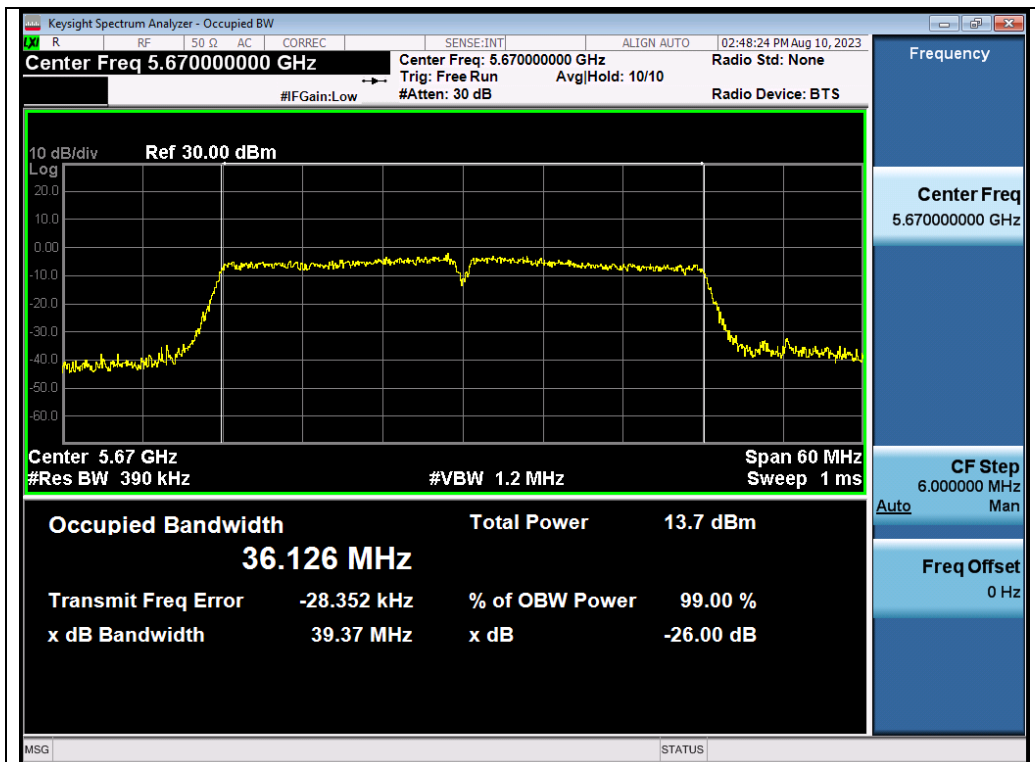 Keysight Spectrum Analyzer - Occupied BW
LXI R RF 50 Ω AC CORREC SENSE:INT ALIGN AUTO 02:48:24 PM Aug 10, 2023
Center Freq 5.670000000 GHz
Center Freq: 5.670000000 GHz
Radio Std: None
Trig: Free Run Avg|Hold: 10/10
#IFGain:Low
#Atten: 30 dB
Radio Device: BTS
Frequency
10 dB/div Ref 30.00 dBm
Log
20.0
10.0
0.00
-10.0
-20.0
-30.0
-40.0
-50.0
-60.0
Center 5.67 GHz Span 60 MHz
#Res BW 390 kHz #VBW 1.2 MHz Sweep 1 ms
Center Freq
5.670000000 GHz
CF Step
6.000000 MHz
Auto Man
Freq Offset
0 Hz
Occupied Bandwidth Total Power 13.7 dBm
36.126 MHz
Transmit Freq Error -28.352 kHz % of OBW Power 99.00 %
x dB Bandwidth 39.37 MHz x dB -26.00 dB
MSG STATUS